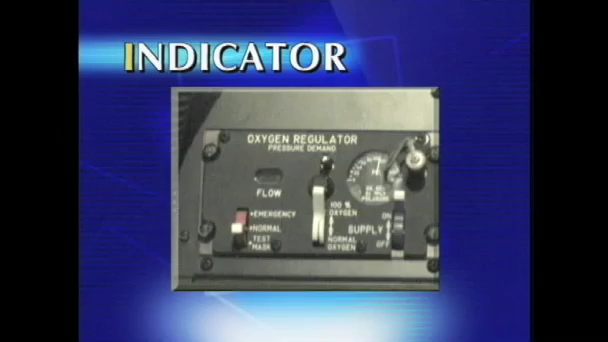 INDICATOR
OXYGEN REGULATOR
PRESSURE DEMAND
FLOW
EMERGENCY
NORMAL
TEST
MASK
100 %
OXYGEN
NORMAL
OXYGEN
ON
SUPPLY
OFF